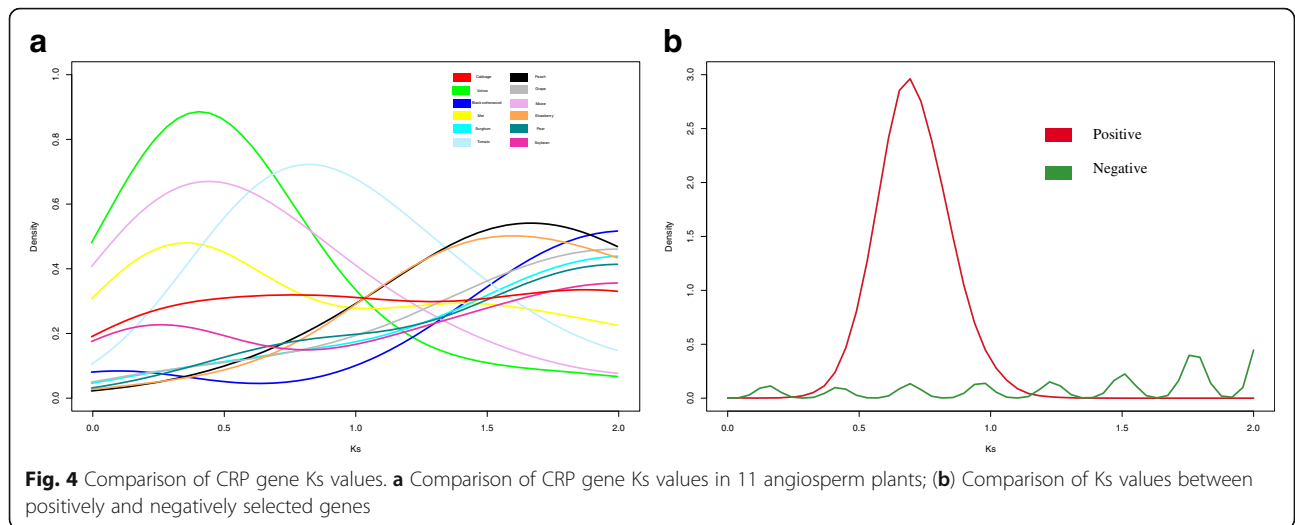 a
b
Density
0.0 0.2 0.4 0.6 0.8 1.0
0.0 0.5 1.0 1.5 2.0
Ks
Cabbage
Black cottonwood
Sorghum
Tomato
Peach
Grape
Maize
Strawberry
Pear
Soybean
Density
0.0 0.5 1.0 1.5 2.0 2.5 3.0
0.0 0.5 1.0 1.5 2.0
Ks
Positive
Negative
Fig. 4 Comparison of CRP gene Ks values. a Comparison of CRP gene Ks values in 11 angiosperm plants; (b) Comparison of Ks values between
positively and negatively selected genes